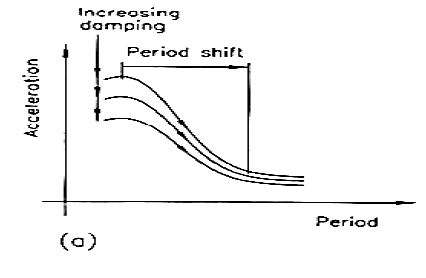 Increasing
damping
Period shift
Acceleration
Period
(a)